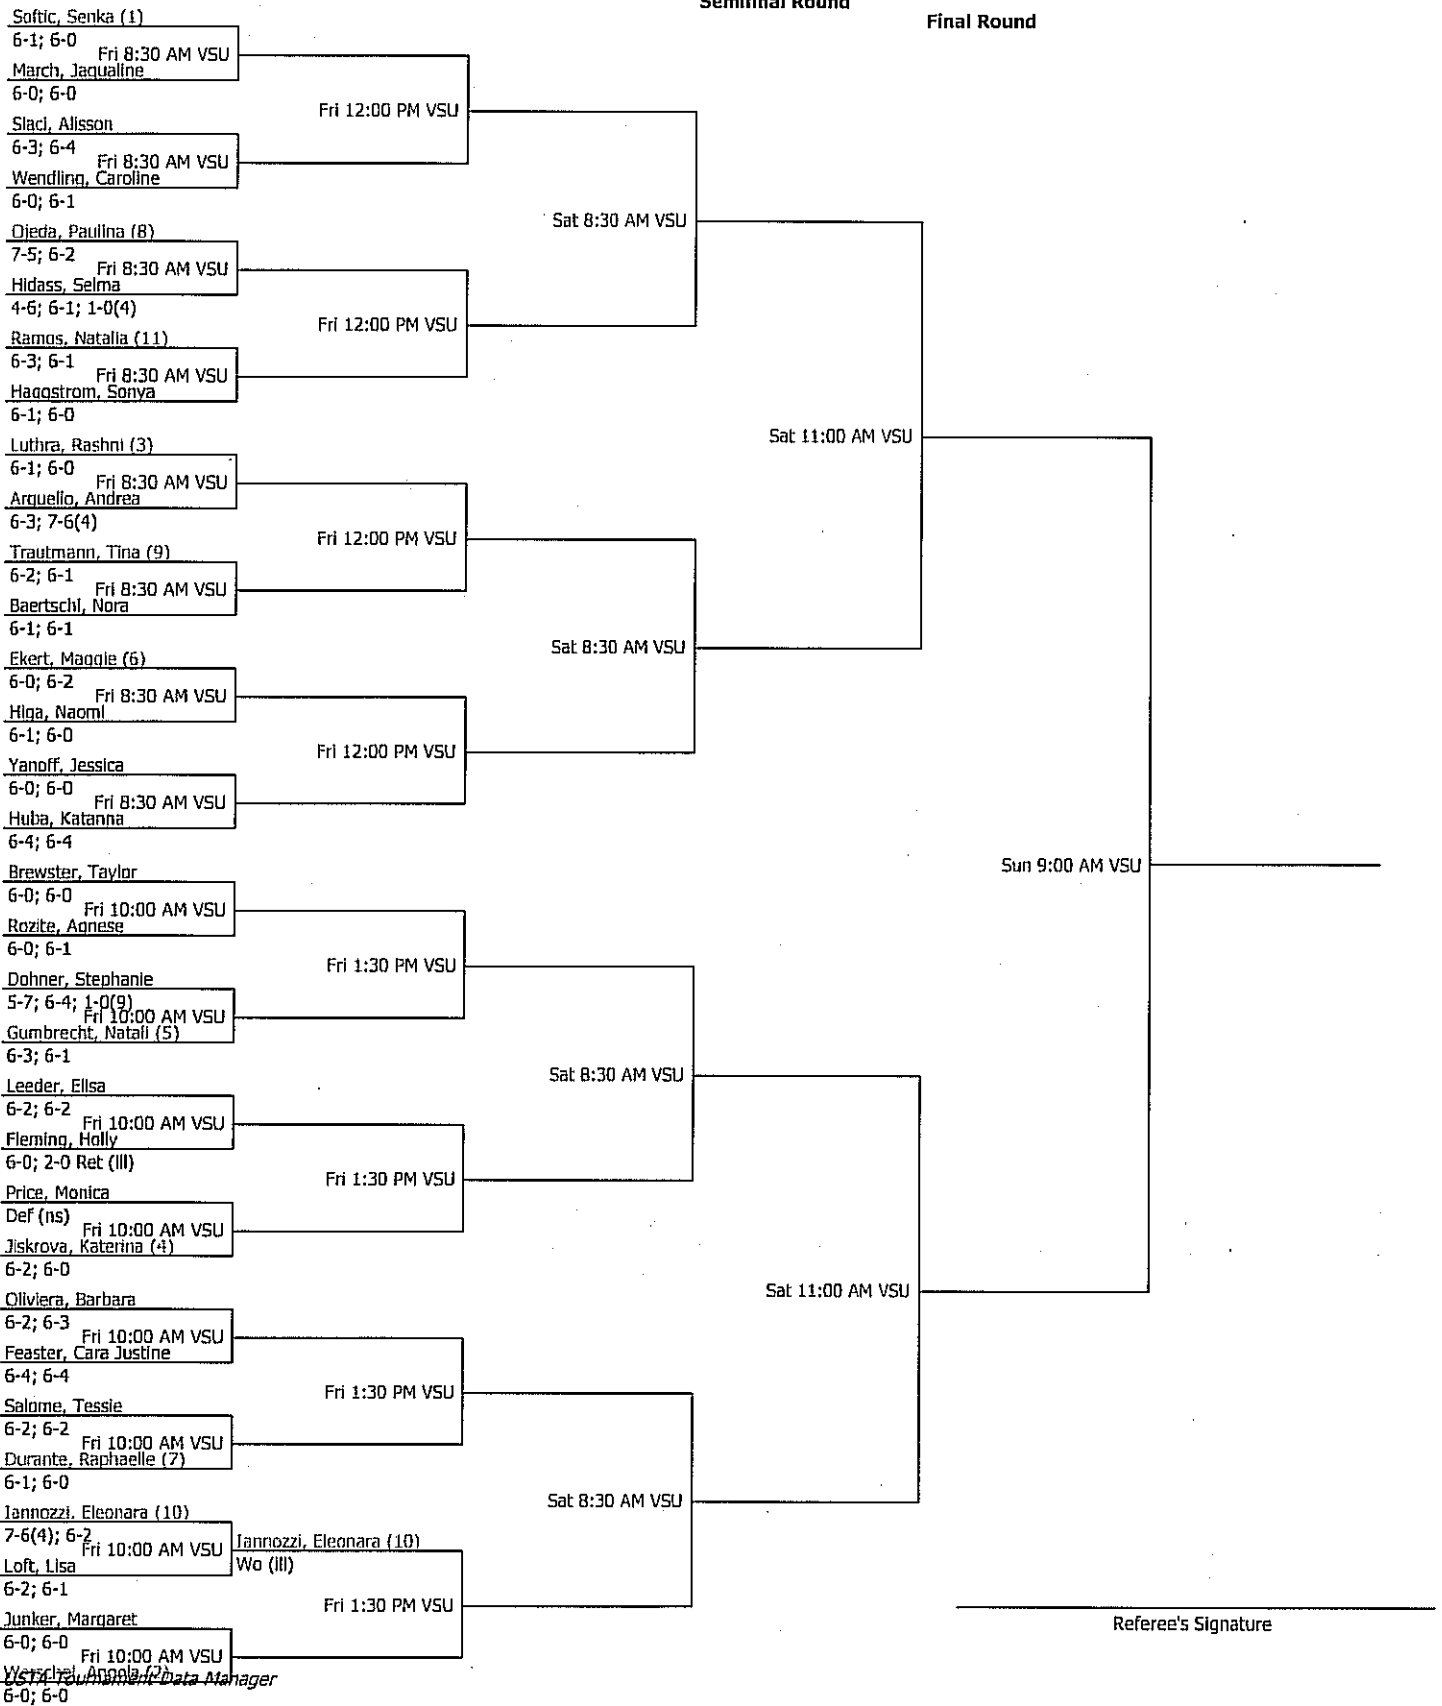 Semifinal Round
Final Round
Softic, Senka (1)
6-1; 6-0
Fri 8:30 AM VSU
March, Jaqualine
6-0; 6-0
Fri 12:00 PM VSU
Slaci, Alisson
6-3; 6-4
Fri 8:30 AM VSU
Wendling, Caroline
6-0; 6-1
Sat 8:30 AM VSU
Ojeda, Paulina (8)
7-5; 6-2
Fri 8:30 AM VSU
Hidass, Selma
4-6; 6-1; 1-0(4)
Fri 12:00 PM VSU
Ramos, Natalia (11)
6-3; 6-1
Fri 8:30 AM VSU
Haggstrom, Sonya
6-1; 6-0
Sat 11:00 AM VSU
Luthra, Rashni (3)
6-1; 6-0
Fri 8:30 AM VSU
Arguello, Andrea
6-3; 7-6(4)
Fri 12:00 PM VSU
Trautmann, Tina (9)
6-2; 6-1
Fri 8:30 AM VSU
Baertschi, Nora
6-1; 6-1
Sat 8:30 AM VSU
Ekert, Maggie (6)
6-0; 6-2
Fri 8:30 AM VSU
Higa, Naomi
6-1; 6-0
Fri 12:00 PM VSU
Yanoff, Jessica
6-0; 6-0
Fri 8:30 AM VSU
Huba, Katanna
6-4; 6-4
Sun 9:00 AM VSU
Brewster, Taylor
6-0; 6-0
Fri 10:00 AM VSU
Rozite, Agnese
6-0; 6-1
Fri 1:30 PM VSU
Dohner, Stephanie
5-7; 6-4; 1-0(9)
Fri 10:00 AM VSU
Gumbrecht, Natali (5)
6-3; 6-1
Sat 8:30 AM VSU
Leeder, Elisa
6-2; 6-2
Fri 10:00 AM VSU
Fleming, Holly
6-0; 2-0 Ret (ill)
Fri 1:30 PM VSU
Price, Monica
Def (ns)
Fri 10:00 AM VSU
Jiskrova, Katerina (4)
6-2; 6-0
Sat 11:00 AM VSU
Oliviera, Barbara
6-2; 6-3
Fri 10:00 AM VSU
Feaster, Cara Justine
6-4; 6-4
Fri 1:30 PM VSU
Salome, Tessie
6-2; 6-2
Fri 10:00 AM VSU
Durante, Raphaelle (7)
6-1; 6-0
Sat 8:30 AM VSU
Iannozzi, Eleonara (10)
7-6(4); 6-2
Fri 10:00 AM VSU
Iannozzi, Eleonara (10)
Wo (ill)
Loft, Lisa
6-2; 6-1
Fri 1:30 PM VSU
Junker, Margaret
6-0; 6-0
Fri 10:00 AM VSU
Angela (2)
USTA Tournament Data Manager
6-0; 6-0
Referee's Signature